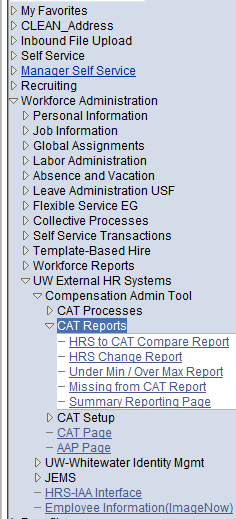 My Favorites
CLEAN_Address
Inbound File Upload
Self Service
Manager Self Service
Recruiting
Workforce Administration
Personal Information
Job Information
Global Assignments
Labor Administration
Absence and Vacation
Leave Administration USF
Flexible Service EG
Collective Processes
Self Service Transactions
Template-Based Hire
Workforce Reports
UW External HR Systems
Compensation Admin Tool
CAT Processes
CAT Reports
HRS to CAT Compare Report
HRS Change Report
Under Min / Over Max Report
Missing from CAT Report
Summary Reporting Page
CAT Setup
CAT Page
AAP Page
UW-Whitewater Identity Mgmt
JEMS
HRS-IAA Interface
Employee Information(ImageNow)